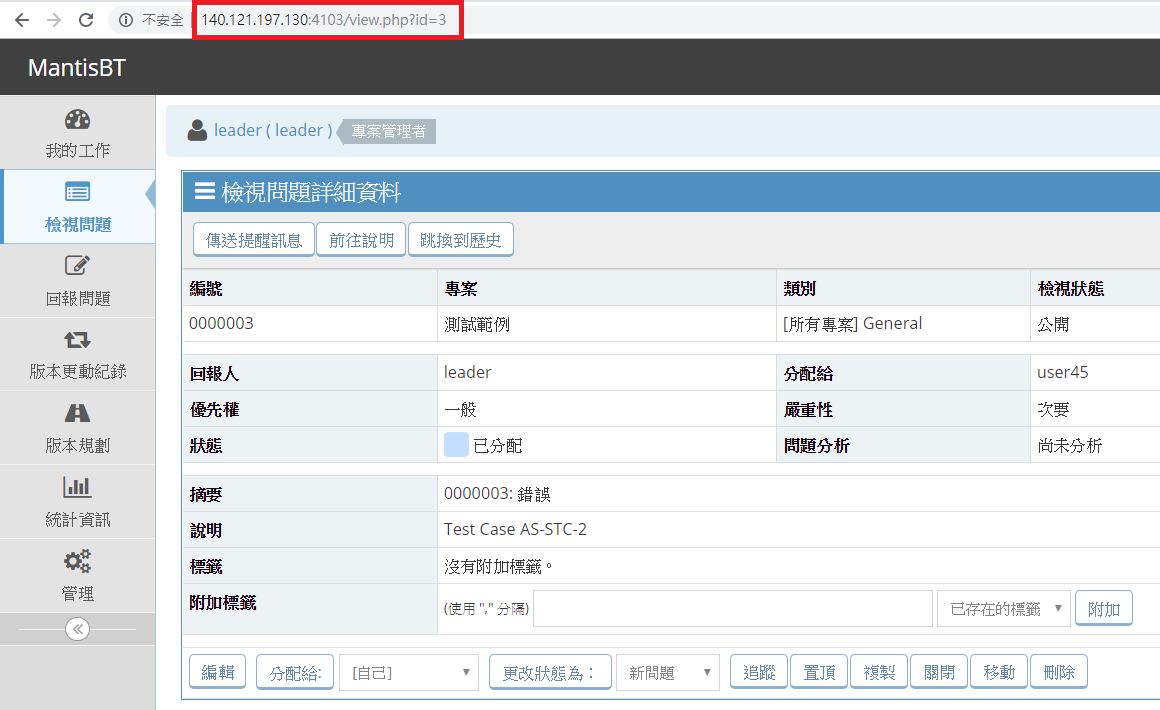 不安全 140.121.197.130:4103/view.php?id=3
MantisBT
我的工作
檢視問題
回報問題
版本更動紀錄
版本規劃
統計資訊
管理
leader ( leader ) 專案管理者
檢視問題詳細資料
傳送提醒訊息 前往說明 跳換到歷史
編號 專案 類別 檢視狀態
0000003 測試範例 [所有專案] General 公開
回報人 leader 分配給 user45
優先權 一般 嚴重性 次要
狀態 已分配 問題分析 尚未分析
摘要 0000003: 錯誤
說明 Test Case AS-STC-2
標籤 沒有附加標籤。
附加標籤 (使用 "," 分隔) 已存在的標籤 附加
編輯 分配給: [自己] 更改狀態為： 新問題 追蹤 置頂 複製 關閉 移動 刪除